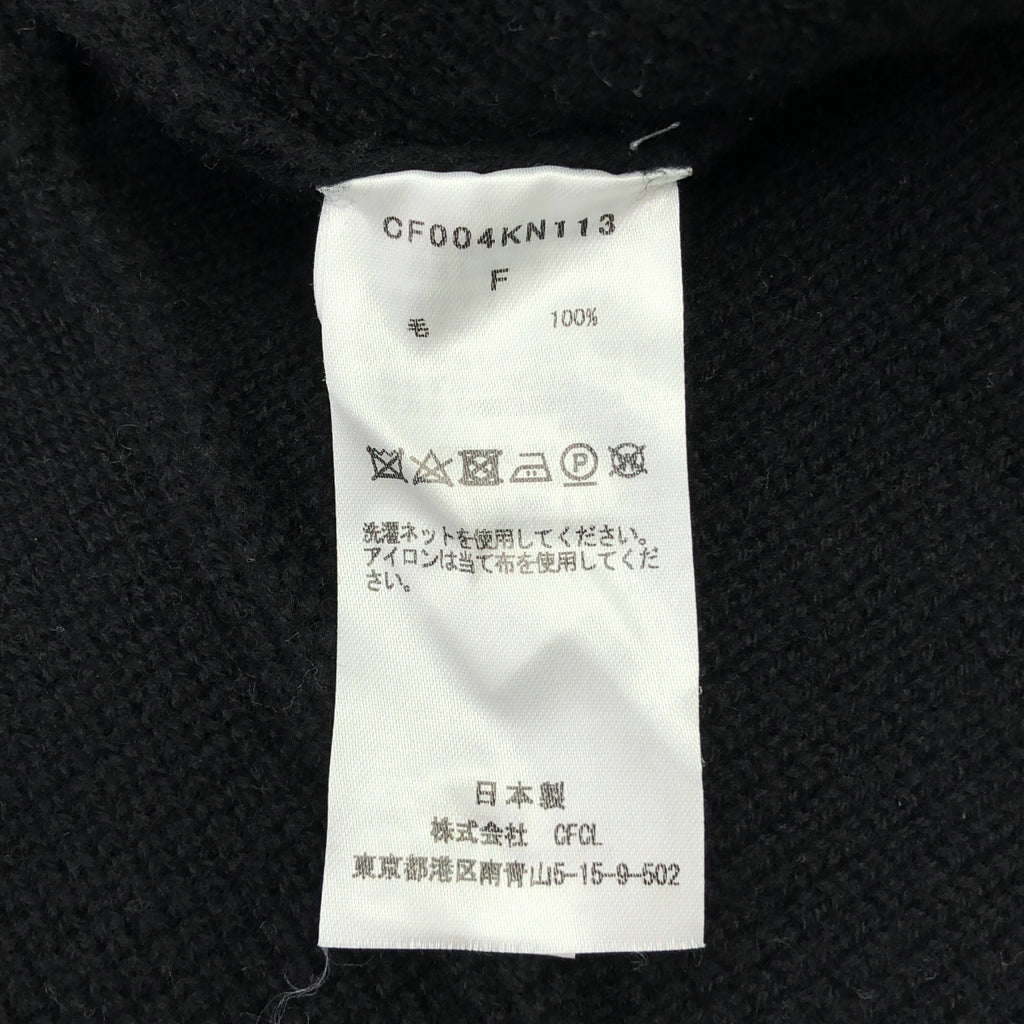 CF004KN113
F
毛 100%
P W
洗濯ネットを使用してください。
アイロンは当て布を使用してくだ
さい。
日本製
株式会社 CFCL
東京都港区南青山5-15-9-502